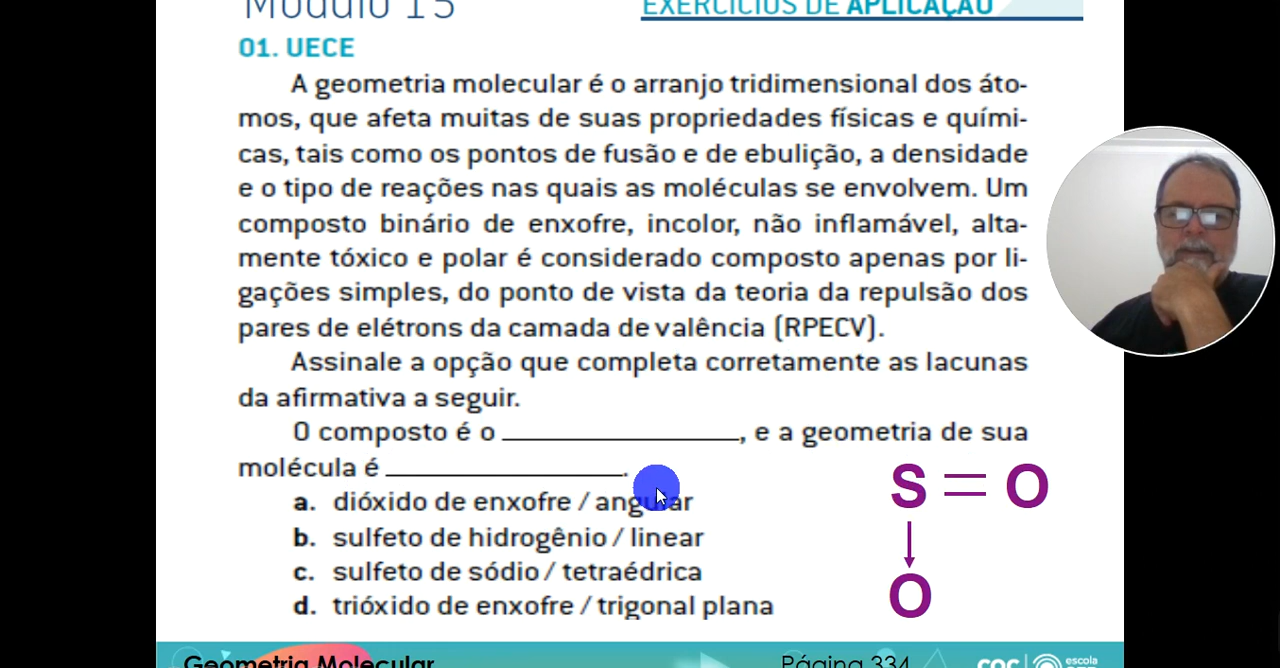 Módulo 15
EXERCÍCIOS DE APLICAÇÃO
01. UECE
A geometria molecular é o arranjo tridimensional dos áto-
mos, que afeta muitas de suas propriedades físicas e quími-
cas, tais como os pontos de fusão e de ebulição, a densidade
e o tipo de reações nas quais as moléculas se envolvem. Um
composto binário de enxofre, incolor, não inflamável, alta-
mente tóxico e polar é considerado composto apenas por li-
gações simples, do ponto de vista da teoria da repulsão dos
pares de elétrons da camada de valência (RPECV).
Assinale a opção que completa corretamente as lacunas
da afirmativa a seguir.
O composto é o _______________, e a geometria de sua
molécula é _______________.
a. dióxido de enxofre / angular
b. sulfeto de hidrogênio / linear
c. sulfeto de sódio / tetraédrica
d. trióxido de enxofre / trigonal plana
S = O
↓
O
Geometria Molecular
Página 334
coc
escola